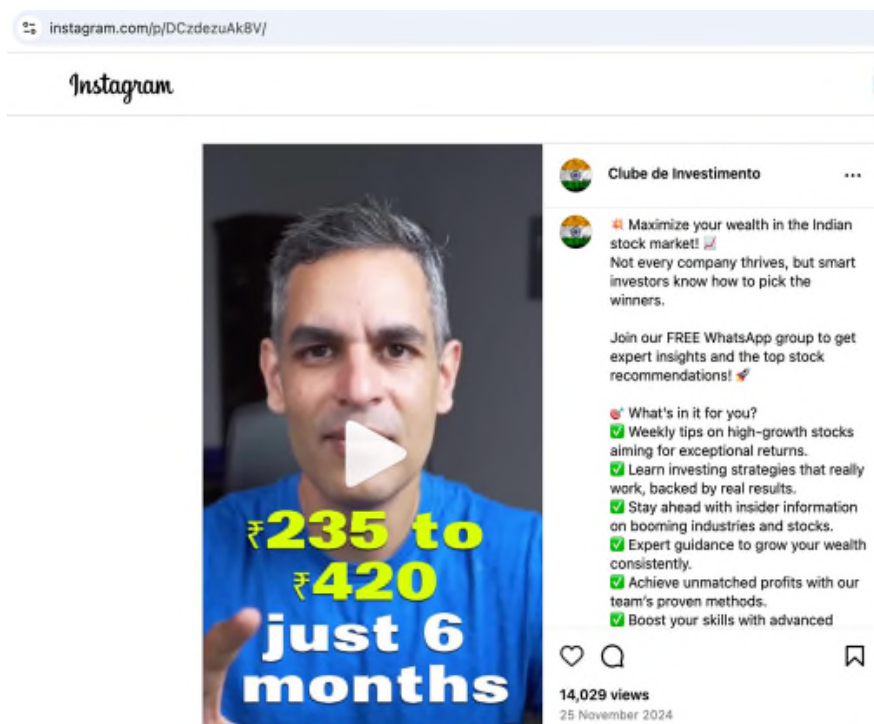 instagram.com/p/DCzdezuAk8V/
Instagram
Clube de Investimento
💥 Maximize your wealth in the Indian
stock market! 📈
Not every company thrives, but smart
investors know how to pick the
winners.
Join our FREE WhatsApp group to get
expert insights and the top stock
recommendations! 🚀
🎯 What's in it for you?
✅ Weekly tips on high-growth stocks
aiming for exceptional returns.
✅ Learn investing strategies that really
work, backed by real results.
✅ Stay ahead with insider information
on booming industries and stocks.
✅ Expert guidance to grow your wealth
consistently.
✅ Achieve unmatched profits with our
team's proven methods.
✅ Boost your skills with advanced
₹235 to
₹420
just 6
months
14,029 views
25 November 2024